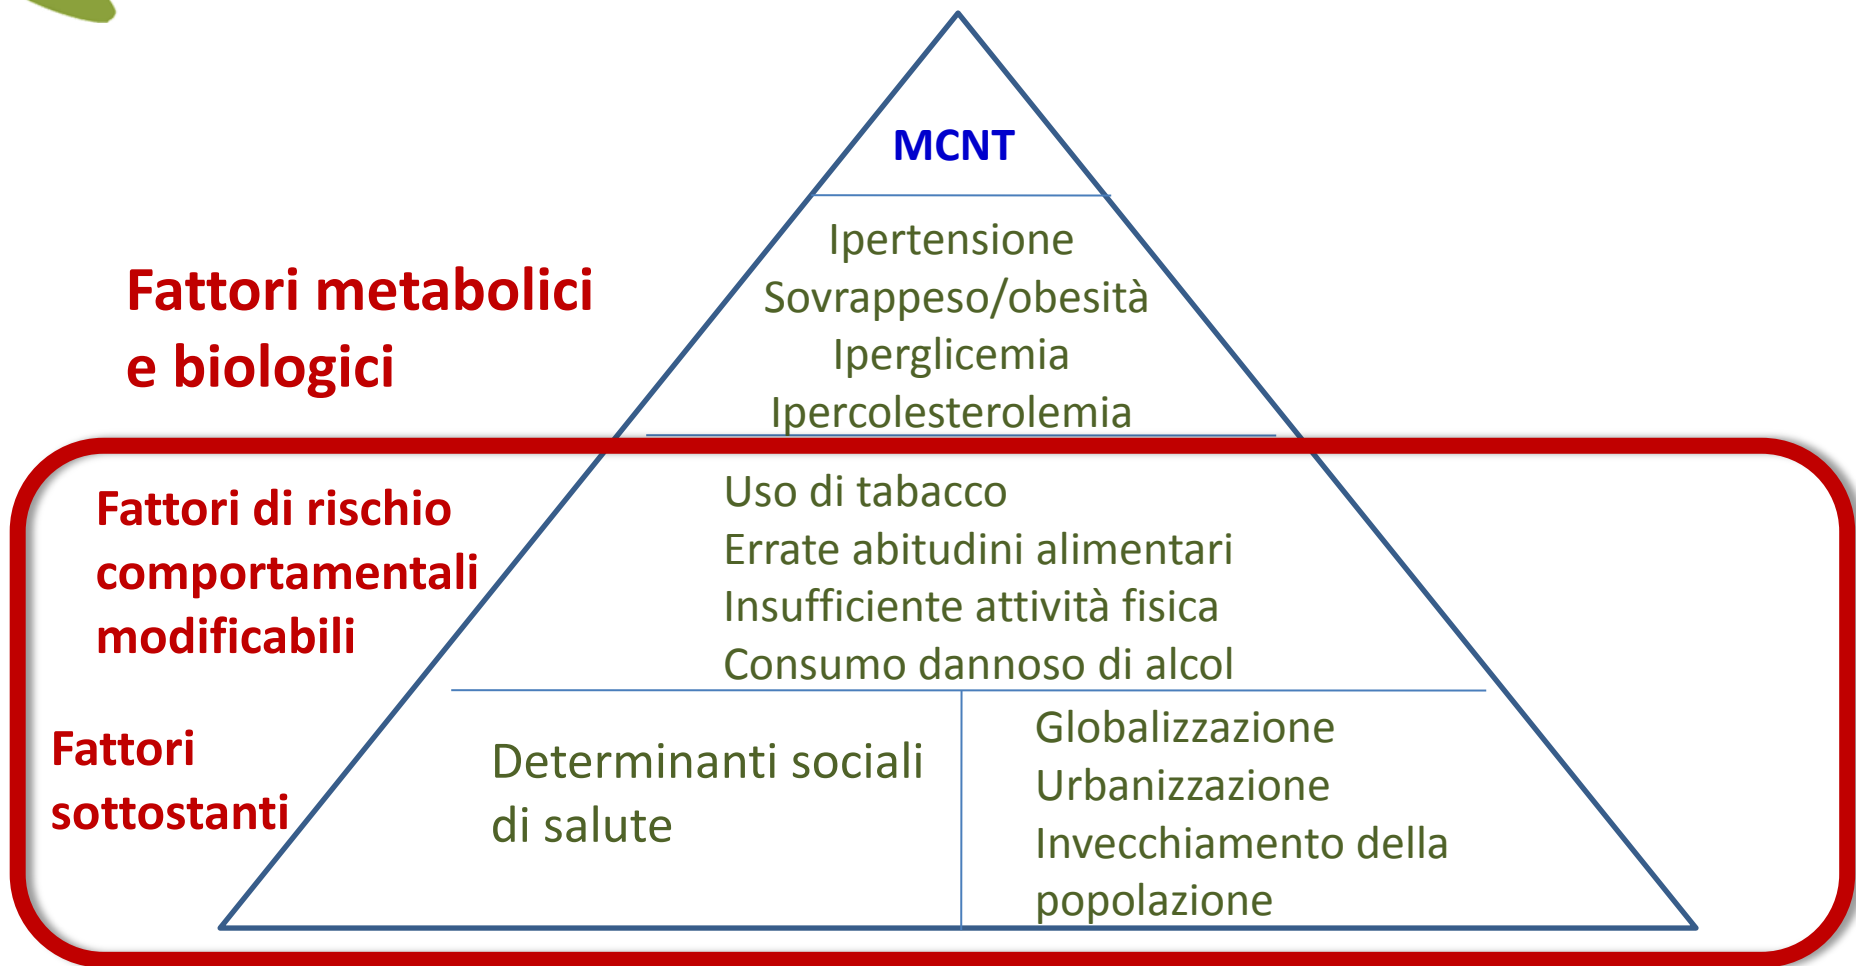 MCNT
Fattori metabolici
e biologici
Ipertensione
Sovrappeso/obesità
Iperglicemia
Ipercolesterolemia
Fattori di rischio
comportamentali
modificabili
Uso di tabacco
Errate abitudini alimentari
Insufficiente attività fisica
Consumo dannoso di alcol
Fattori
sottostanti
Determinanti sociali
di salute
Globalizzazione
Urbanizzazione
Invecchiamento della
popolazione